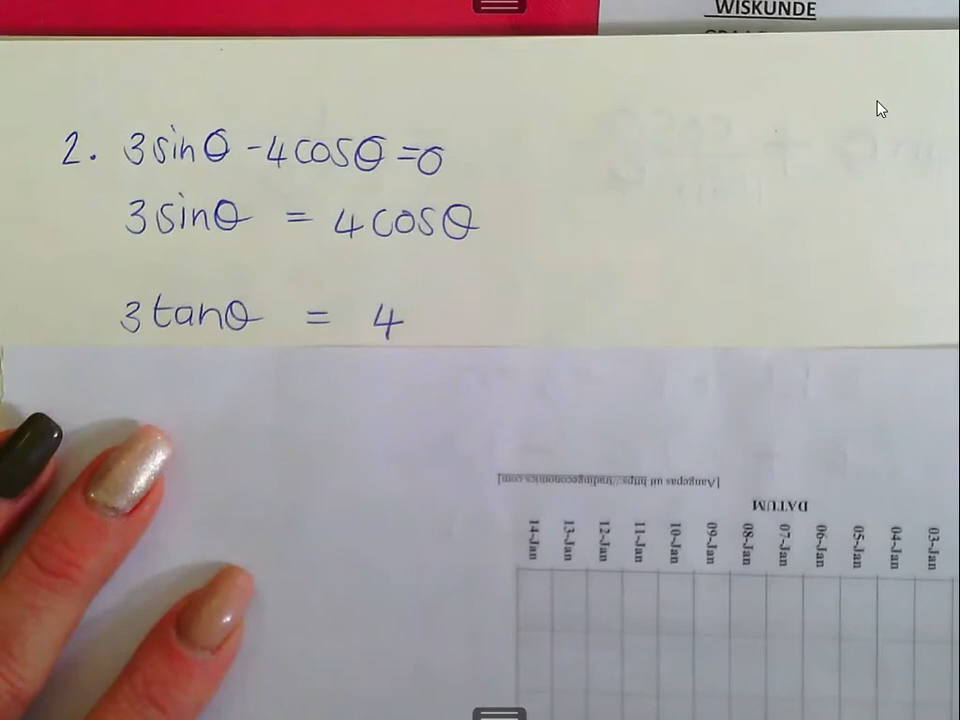 WISKUNDE
2. 3sinθ - 4cosθ = 0
3sinθ = 4cosθ
3tanθ = 4
[Aangepas uit https://tradingeconomics.com]
DATUM
14-Jan
13-Jan
12-Jan
11-Jan
10-Jan
09-Jan
08-Jan
07-Jan
06-Jan
05-Jan
04-Jan
03-Jan